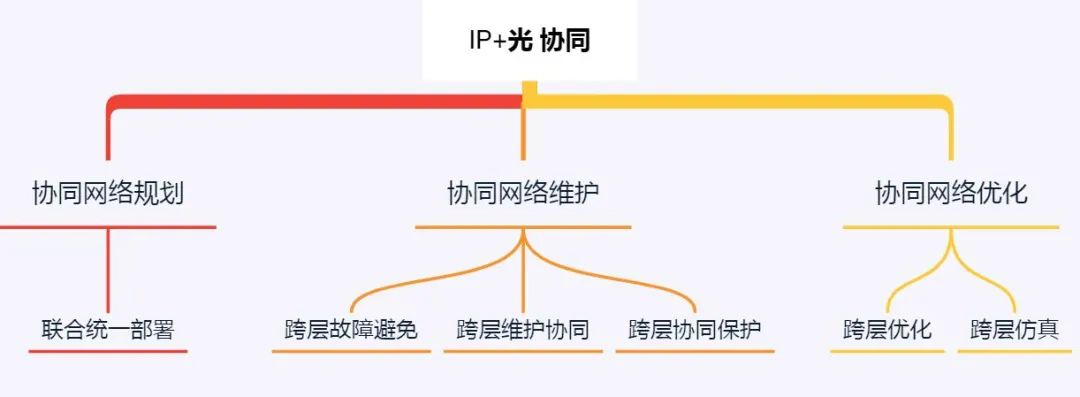 IP+光 协同
协同网络规划
协同网络维护
协同网络优化
联合统一部署
跨层故障避免
跨层维护协同
跨层协同保护
跨层优化
跨层仿真